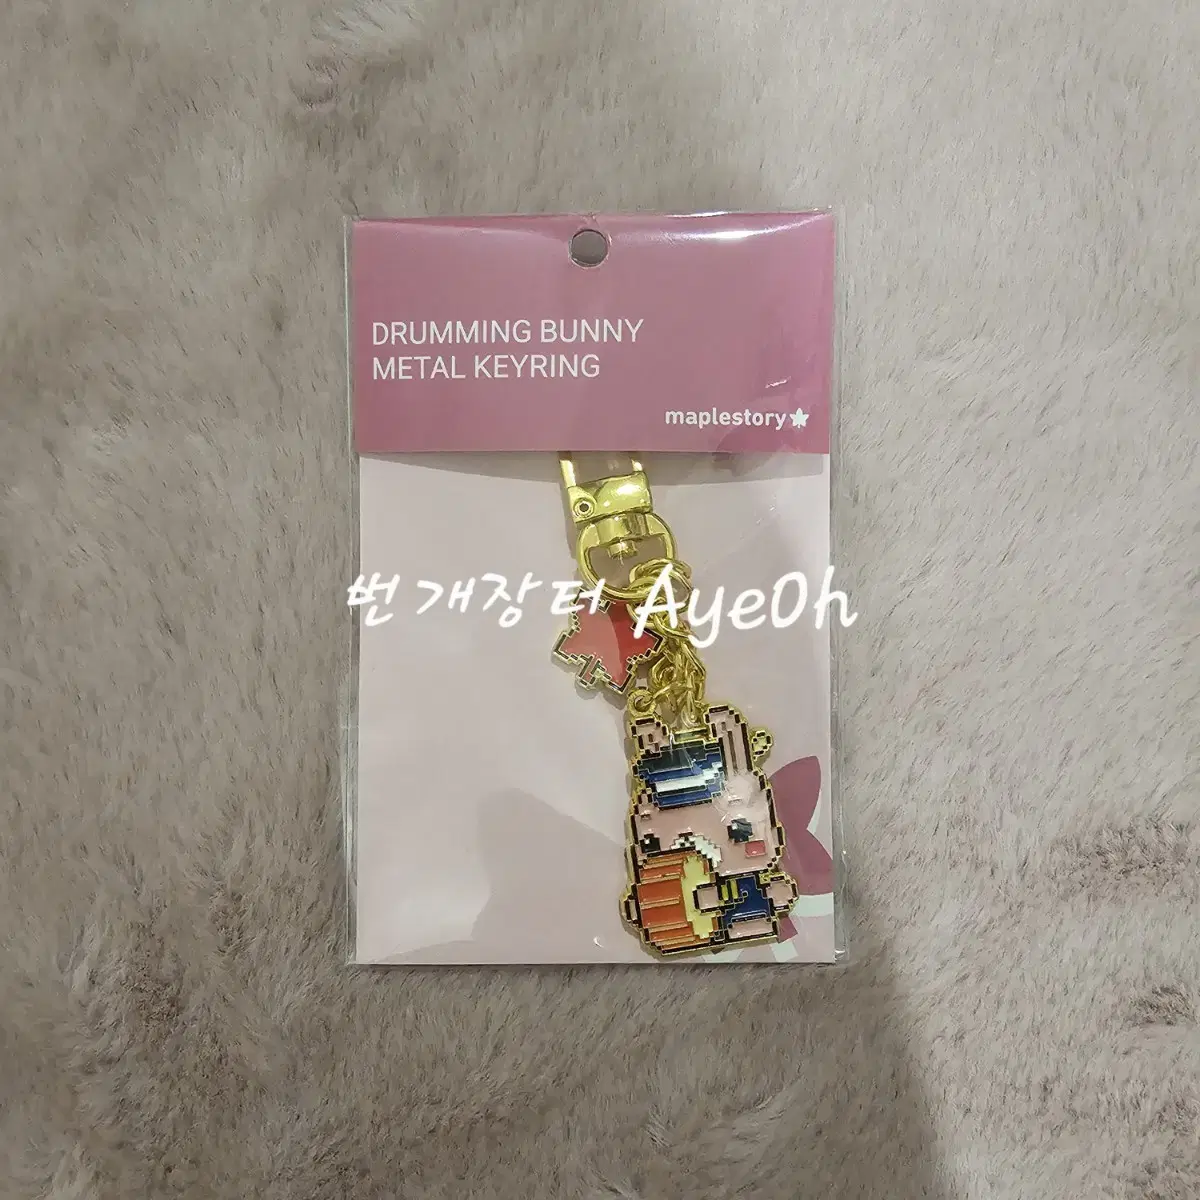 DRUMMING BUNNY
METAL KEYRING
maplestory
번개장터 AyeOh